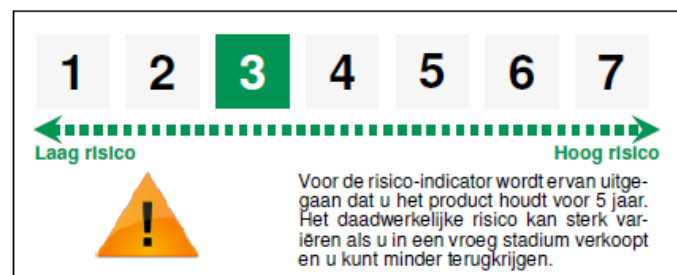 1 2 3 4 5 6 7
Laag risico Hoog risico
!
Voor de risico-indicator wordt ervan uitge-
gaan dat u het product houdt voor 5 jaar.
Het daadwerkelijke risico kan sterk var-
iëren als u in een vroeg stadium verkoopt
en u kunt minder terugkrijgen.